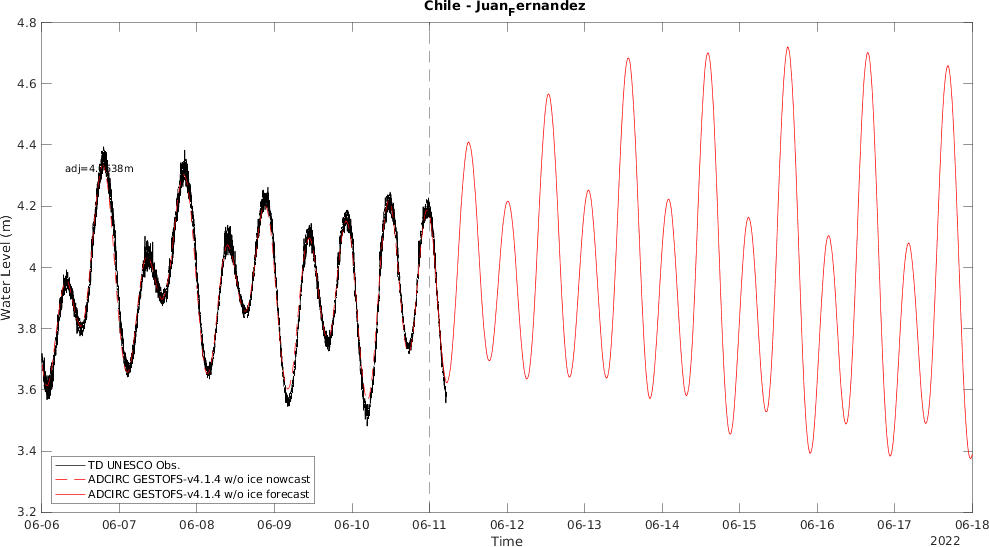 Chile - Juan_Fernandez
4.8
4.6
4.4
4.2
4
3.8
3.6
3.4
3.2
Water Level (m)
TD UNESCO Obs.
ADCIRC GESTOFS-v4.1.4 w/o ice nowcast
ADCIRC GESTOFS-v4.1.4 w/o ice forecast
06-06 06-07 06-08 06-09 06-10 06-11 06-12 06-13 06-14 06-15 06-16 06-17 06-18
Time
2022